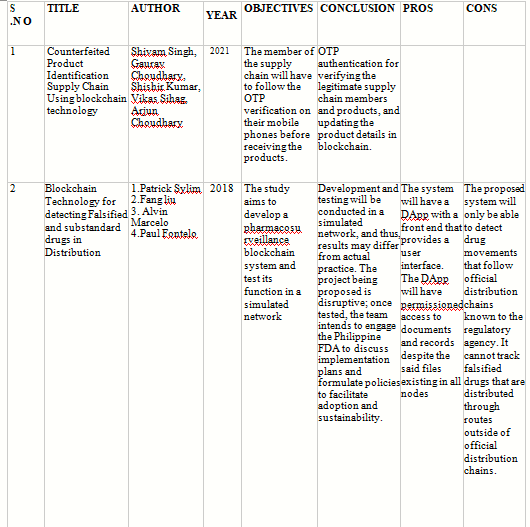 S
.NO
TITLE
AUTHOR
YEAR
OBJECTIVES
CONCLUSION
PROS
CONS
1
Counterfeited
Product
Identification
Supply Chain
Using blockchain
technology
Shivam Singh,
Gaurav
Choudhary,
Shishir Kumar,
Vikas Sihag,
Arjun
Choudhary
2021
The member of
the supply
chain will have
to follow the
OTP
verification on
their mobile
phones before
receiving the
products.
OTP
authentication for
verifying the
legitimate supply
chain members
and products, and
updating the
product details in
blockchain.
2
Blockchain
Technology for
detecting Falsified
and substandard
drugs in
Distribution
1.Patrick Sylim
2.Fang liu
3. Alvin
Marcelo
4.Paul Fontelo
2018
The study
aims to
develop a
pharmacosu
rveillance
blockchain
system and
test its
function in a
simulated
network
Development and
testing will be
conducted in a
simulated
network, and thus
results may differ
from actual
practice. The
project being
proposed is
disruptive; once
tested, the team
intends to engage
the Philippine
FDA to discuss
implementation
plans and
formulate policies
to facilitate
adoption and
sustainability.
The system
will have a
DApp with a
front end that
provides a
user
interface.
The DApp
will have
permissioned
access to
documents
and records
despite the
said files
existing in all
nodes
The proposed
system will
only be able
to detect
drug
movements
that follow
official
distribution
chains
known to the
regulatory
agency. It
cannot track
falsified
drugs that are
distributed
through
routes
outside of
official
distribution
chains.